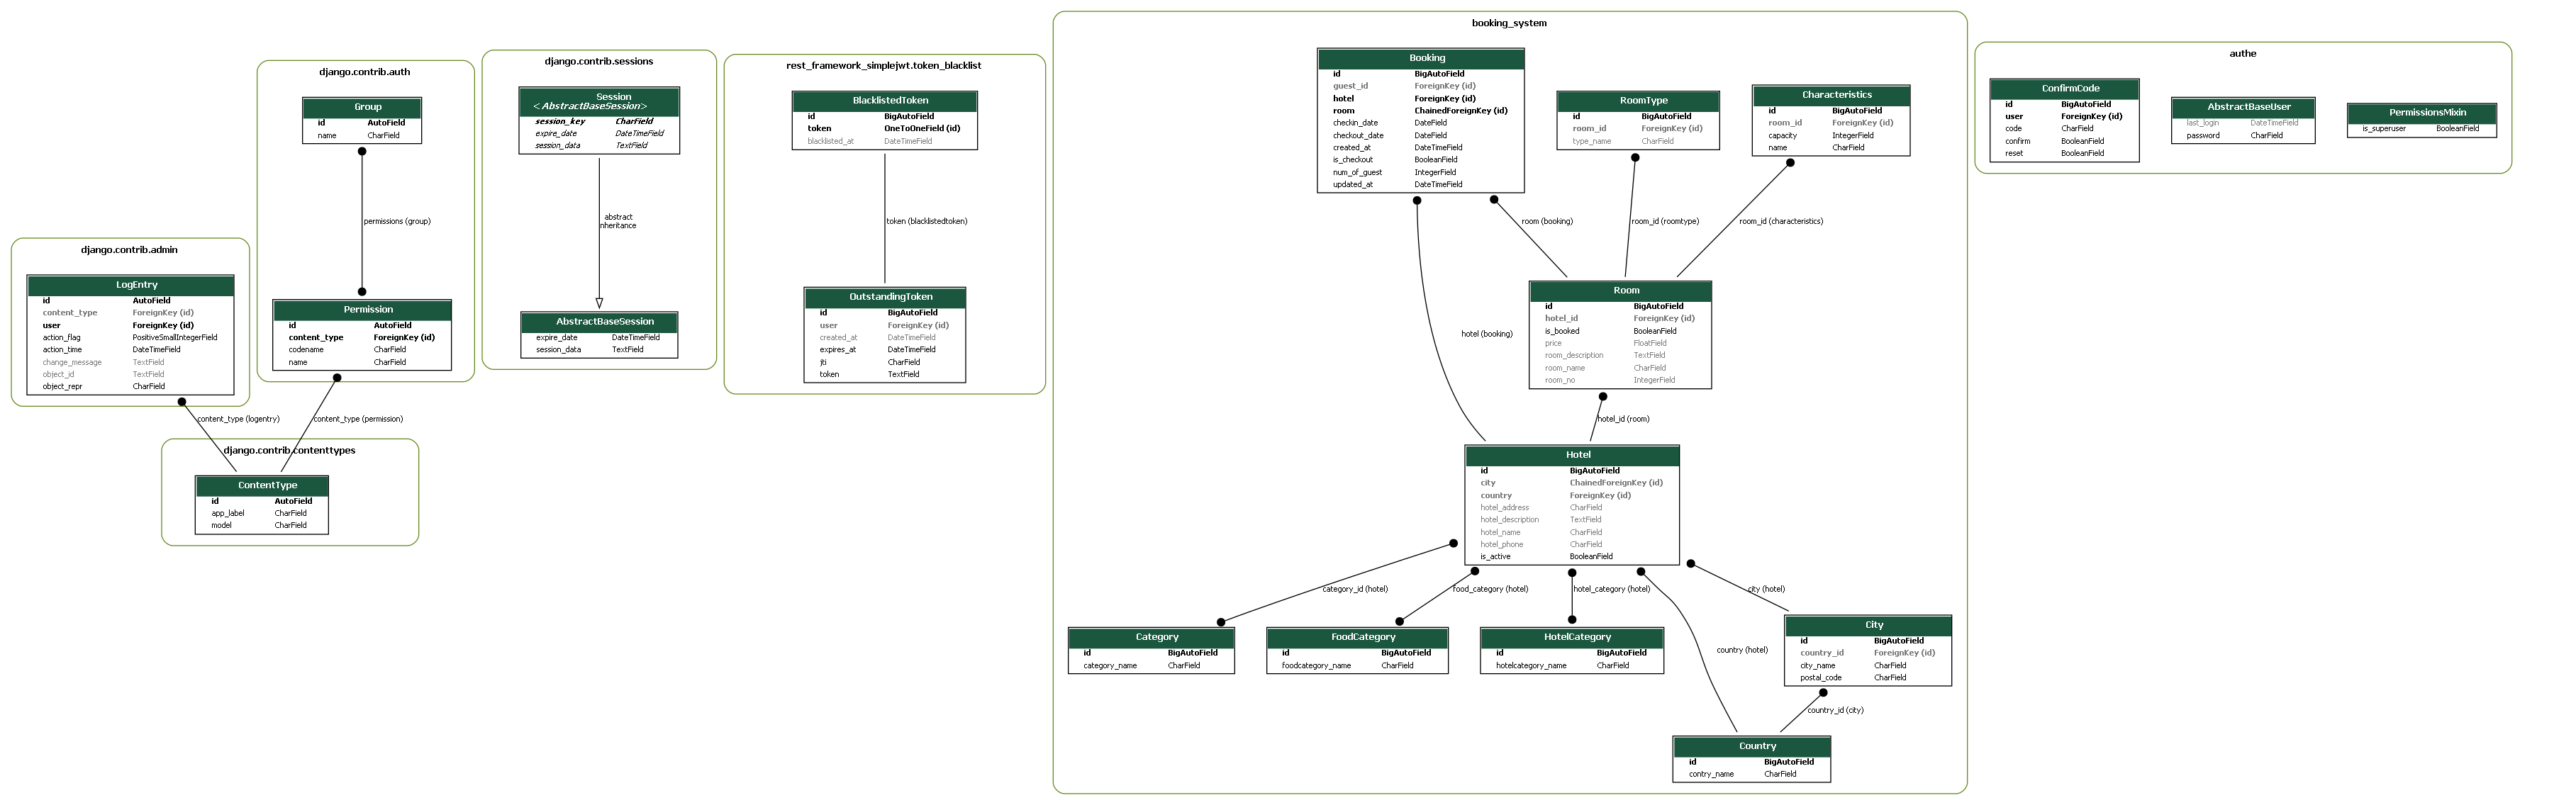 django.contrib.admin
LogEntry
id AutoField
content_type ForeignKey (id)
user ForeignKey (id)
action_flag PositiveSmallIntegerField
action_time DateTimeField
change_message TextField
object_id TextField
object_repr CharField
content_type (logentry)
django.contrib.auth
Group
id AutoField
name CharField
permissions (group)
Permission
id AutoField
content_type ForeignKey (id)
codename CharField
name CharField
content_type (permission)
django.contrib.contenttypes
ContentType
id AutoField
app_label CharField
model CharField
django.contrib.sessions
Session
<AbstractBaseSession>
session_key CharField
expire_date DateTimeField
session_data TextField
abstract
nheritance
AbstractBaseSession
expire_date DateTimeField
session_data TextField
rest_framework_simplejwt.token_blacklist
BlacklistedToken
id BigAutoField
token OneToOneField (id)
blacklisted_at DateTimeField
token (blacklistedtoken)
OutstandingToken
id BigAutoField
user ForeignKey (id)
created_at DateTimeField
expires_at DateTimeField
jti CharField
token TextField
booking_system
Booking
id BigAutoField
guest_id ForeignKey (id)
hotel ForeignKey (id)
room ChainedForeignKey (id)
checkin_date DateField
checkout_date DateField
created_at DateTimeField
is_checkout BooleanField
num_of_guest IntegerField
updated_at DateTimeField
RoomType
id BigAutoField
room_id ForeignKey (id)
type_name CharField
Characteristics
id BigAutoField
room_id ForeignKey (id)
capacity IntegerField
name CharField
room (booking)
room_id (roomtype)
room_id (characteristics)
hotel (booking)
Room
id BigAutoField
hotel_id ForeignKey (id)
is_booked BooleanField
price FloatField
room_description TextField
room_name CharField
room_no IntegerField
hotel_id (room)
Hotel
id BigAutoField
city ChainedForeignKey (id)
country ForeignKey (id)
hotel_address CharField
hotel_description TextField
hotel_name CharField
hotel_phone CharField
is_active BooleanField
category_id (hotel)
food_category (hotel)
hotel_category (hotel)
city (hotel)
country (hotel)
Category
id BigAutoField
category_name CharField
FoodCategory
id BigAutoField
foodcategory_name CharField
HotelCategory
id BigAutoField
hotelcategory_name CharField
City
id BigAutoField
country_id ForeignKey (id)
city_name CharField
postal_code CharField
country_id (city)
Country
id BigAutoField
contry_name CharField
authe
ConfirmCode
id BigAutoField
user ForeignKey (id)
code CharField
confirm BooleanField
reset BooleanField
AbstractBaseUser
last_login DateTimeField
password CharField
PermissionsMixin
is_superuser BooleanField